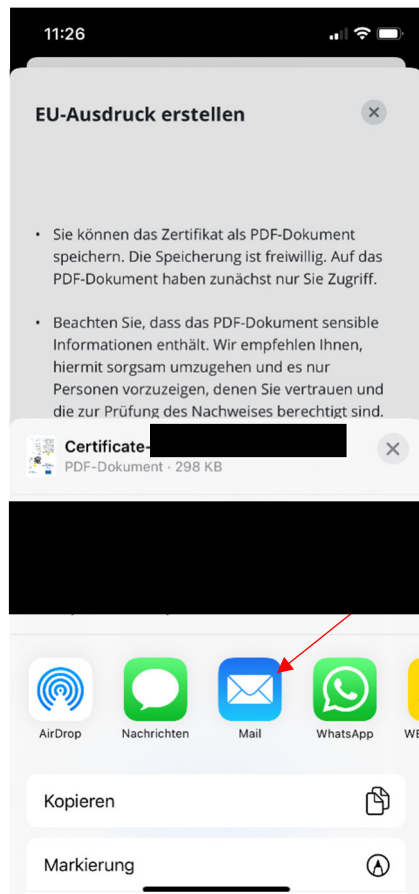 11:26
EU-Ausdruck erstellen
• Sie können das Zertifikat als PDF-Dokument
speichern. Die Speicherung ist freiwillig. Auf das
PDF-Dokument haben zunächst nur Sie Zugriff.
• Beachten Sie, dass das PDF-Dokument sensible
Informationen enthält. Wir empfehlen Ihnen,
hiermit sorgsam umzugehen und es nur
Personen vorzuzeigen, denen Sie vertrauen und
die zur Prüfung des Nachweises berechtigt sind.
Certificate-
PDF-Dokument · 298 KB
AirDrop Nachrichten Mail WhatsApp
Kopieren
Markierung